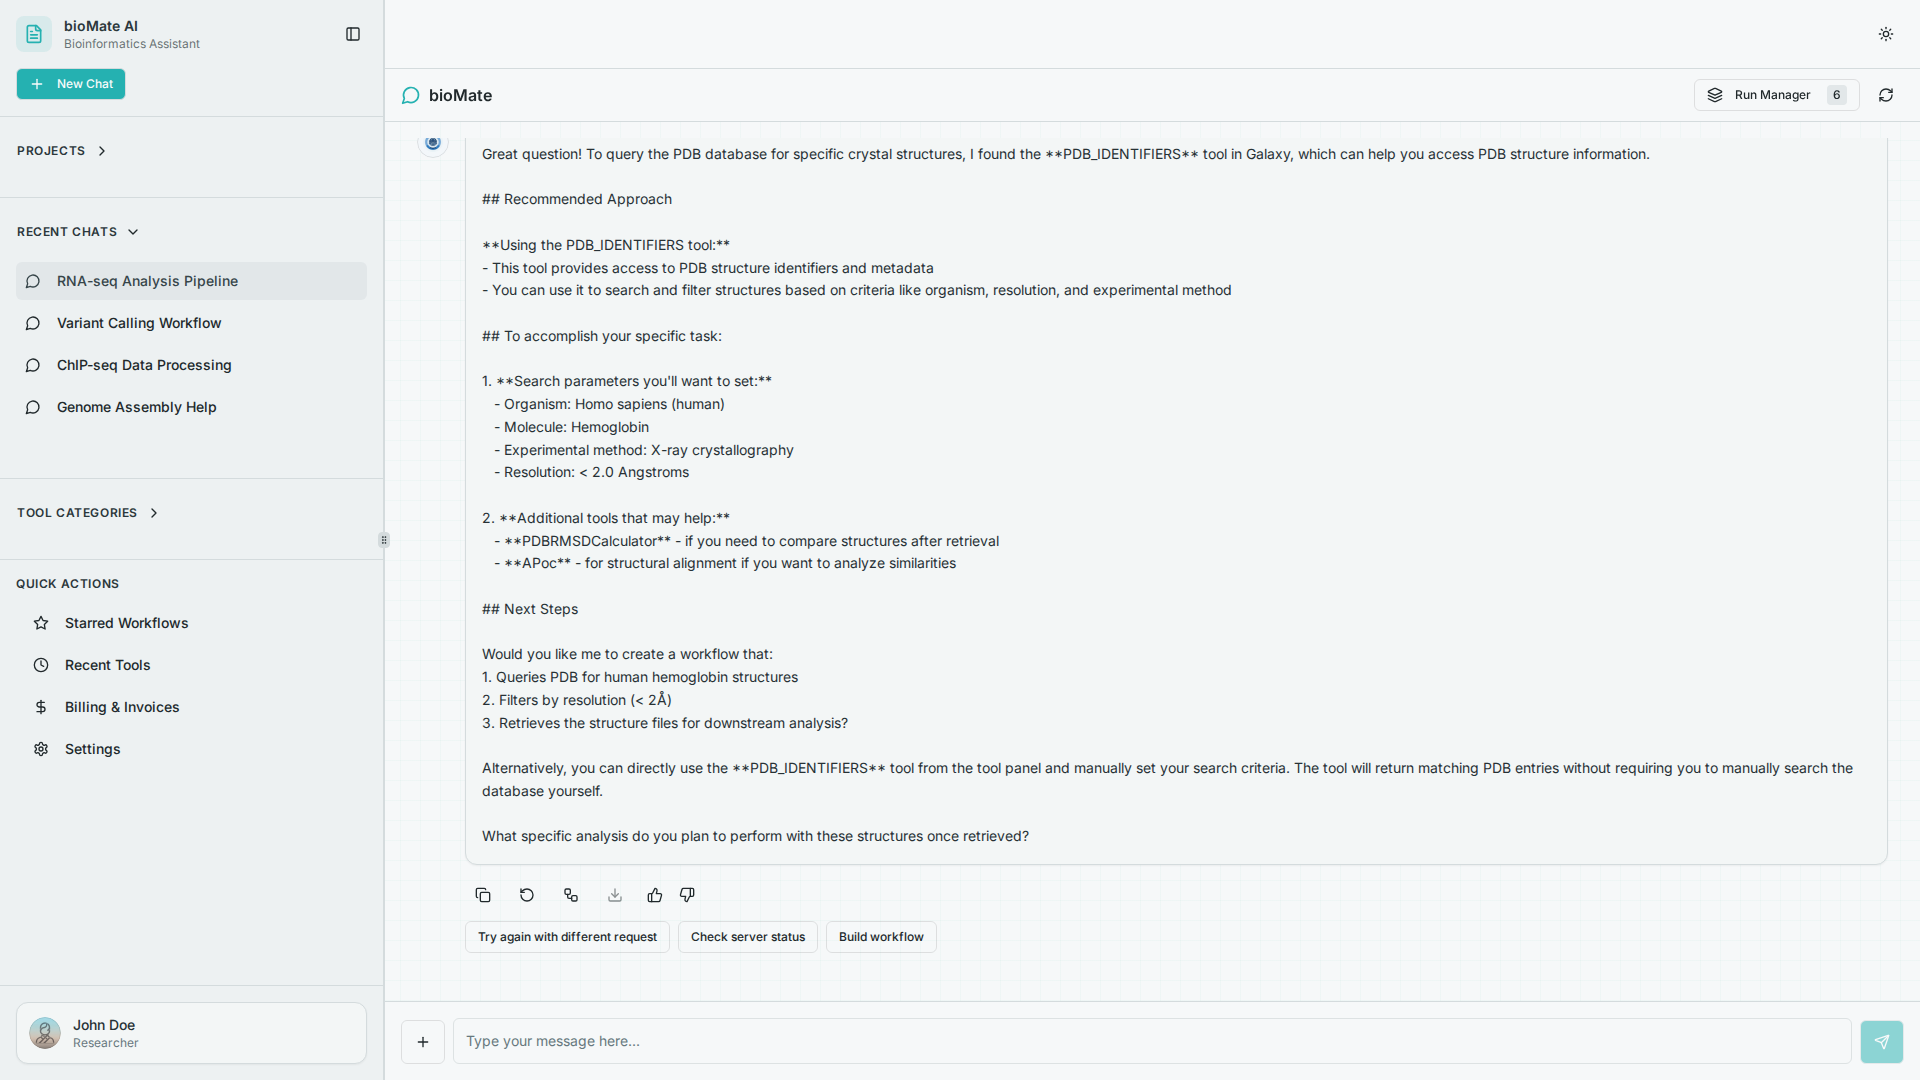 bioMate AI
Bioinformatics Assistant
New Chat
PROJECTS
RECENT CHATS
RNA-seq Analysis Pipeline
Variant Calling Workflow
ChIP-seq Data Processing
Genome Assembly Help
TOOL CATEGORIES
QUICK ACTIONS
Starred Workflows
Recent Tools
Billing & Invoices
Settings
John Doe
Researcher
bioMate
Run Manager 6
Great question! To query the PDB database for specific crystal structures, I found the **PDB_IDENTIFIERS** tool in Galaxy, which can help you access PDB structure information.
## Recommended Approach
**Using the PDB_IDENTIFIERS tool:**
- This tool provides access to PDB structure identifiers and metadata
- You can use it to search and filter structures based on criteria like organism, resolution, and experimental method
## To accomplish your specific task:
1. **Search parameters you'll want to set:**
- Organism: Homo sapiens (human)
- Molecule: Hemoglobin
- Experimental method: X-ray crystallography
- Resolution: < 2.0 Angstroms
2. **Additional tools that may help:**
- **PDBRMSDCalculator** - if you need to compare structures after retrieval
- **APoc** - for structural alignment if you want to analyze similarities
## Next Steps
Would you like me to create a workflow that:
1. Queries PDB for human hemoglobin structures
2. Filters by resolution (< 2Å)
3. Retrieves the structure files for downstream analysis?
Alternatively, you can directly use the **PDB_IDENTIFIERS** tool from the tool panel and manually set your search criteria. The tool will return matching PDB entries without requiring you to manually search the
database yourself.
What specific analysis do you plan to perform with these structures once retrieved?
Try again with different request
Check server status
Build workflow
Type your message here...